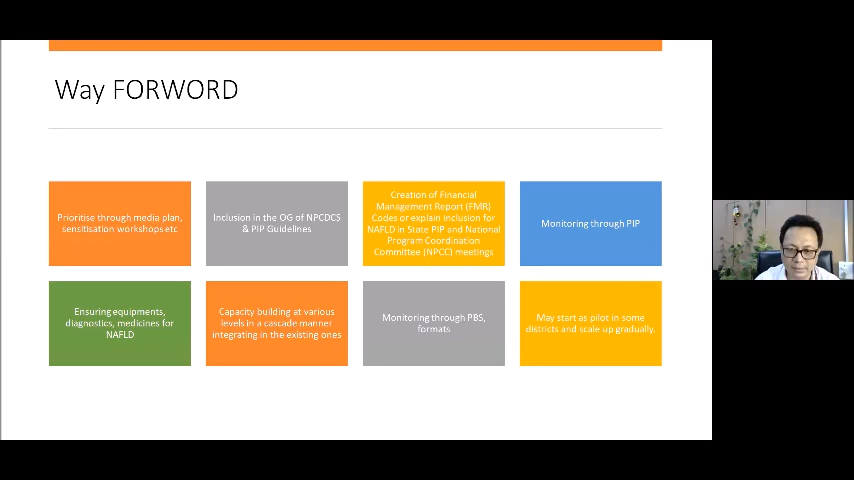 Way FORWORD
Prioritise through media plan,
sensitisation workshops etc
Inclusion in the OG of NPCDCS
& PIP Guidelines
Creation of Financial
Management Report (FMR)
Codes or explain inclusion for
NAFLD in State PIP and National
Program Coordination
Committee (NPCC) meetings
Monitoring through PIP
Ensuring equipments,
diagnostics, medicines for
NAFLD
Capacity building at various
levels in a cascade manner
integrating in the existing ones
Monitoring through PBS,
formats
May start as pilot in some
districts and scale up gradually.